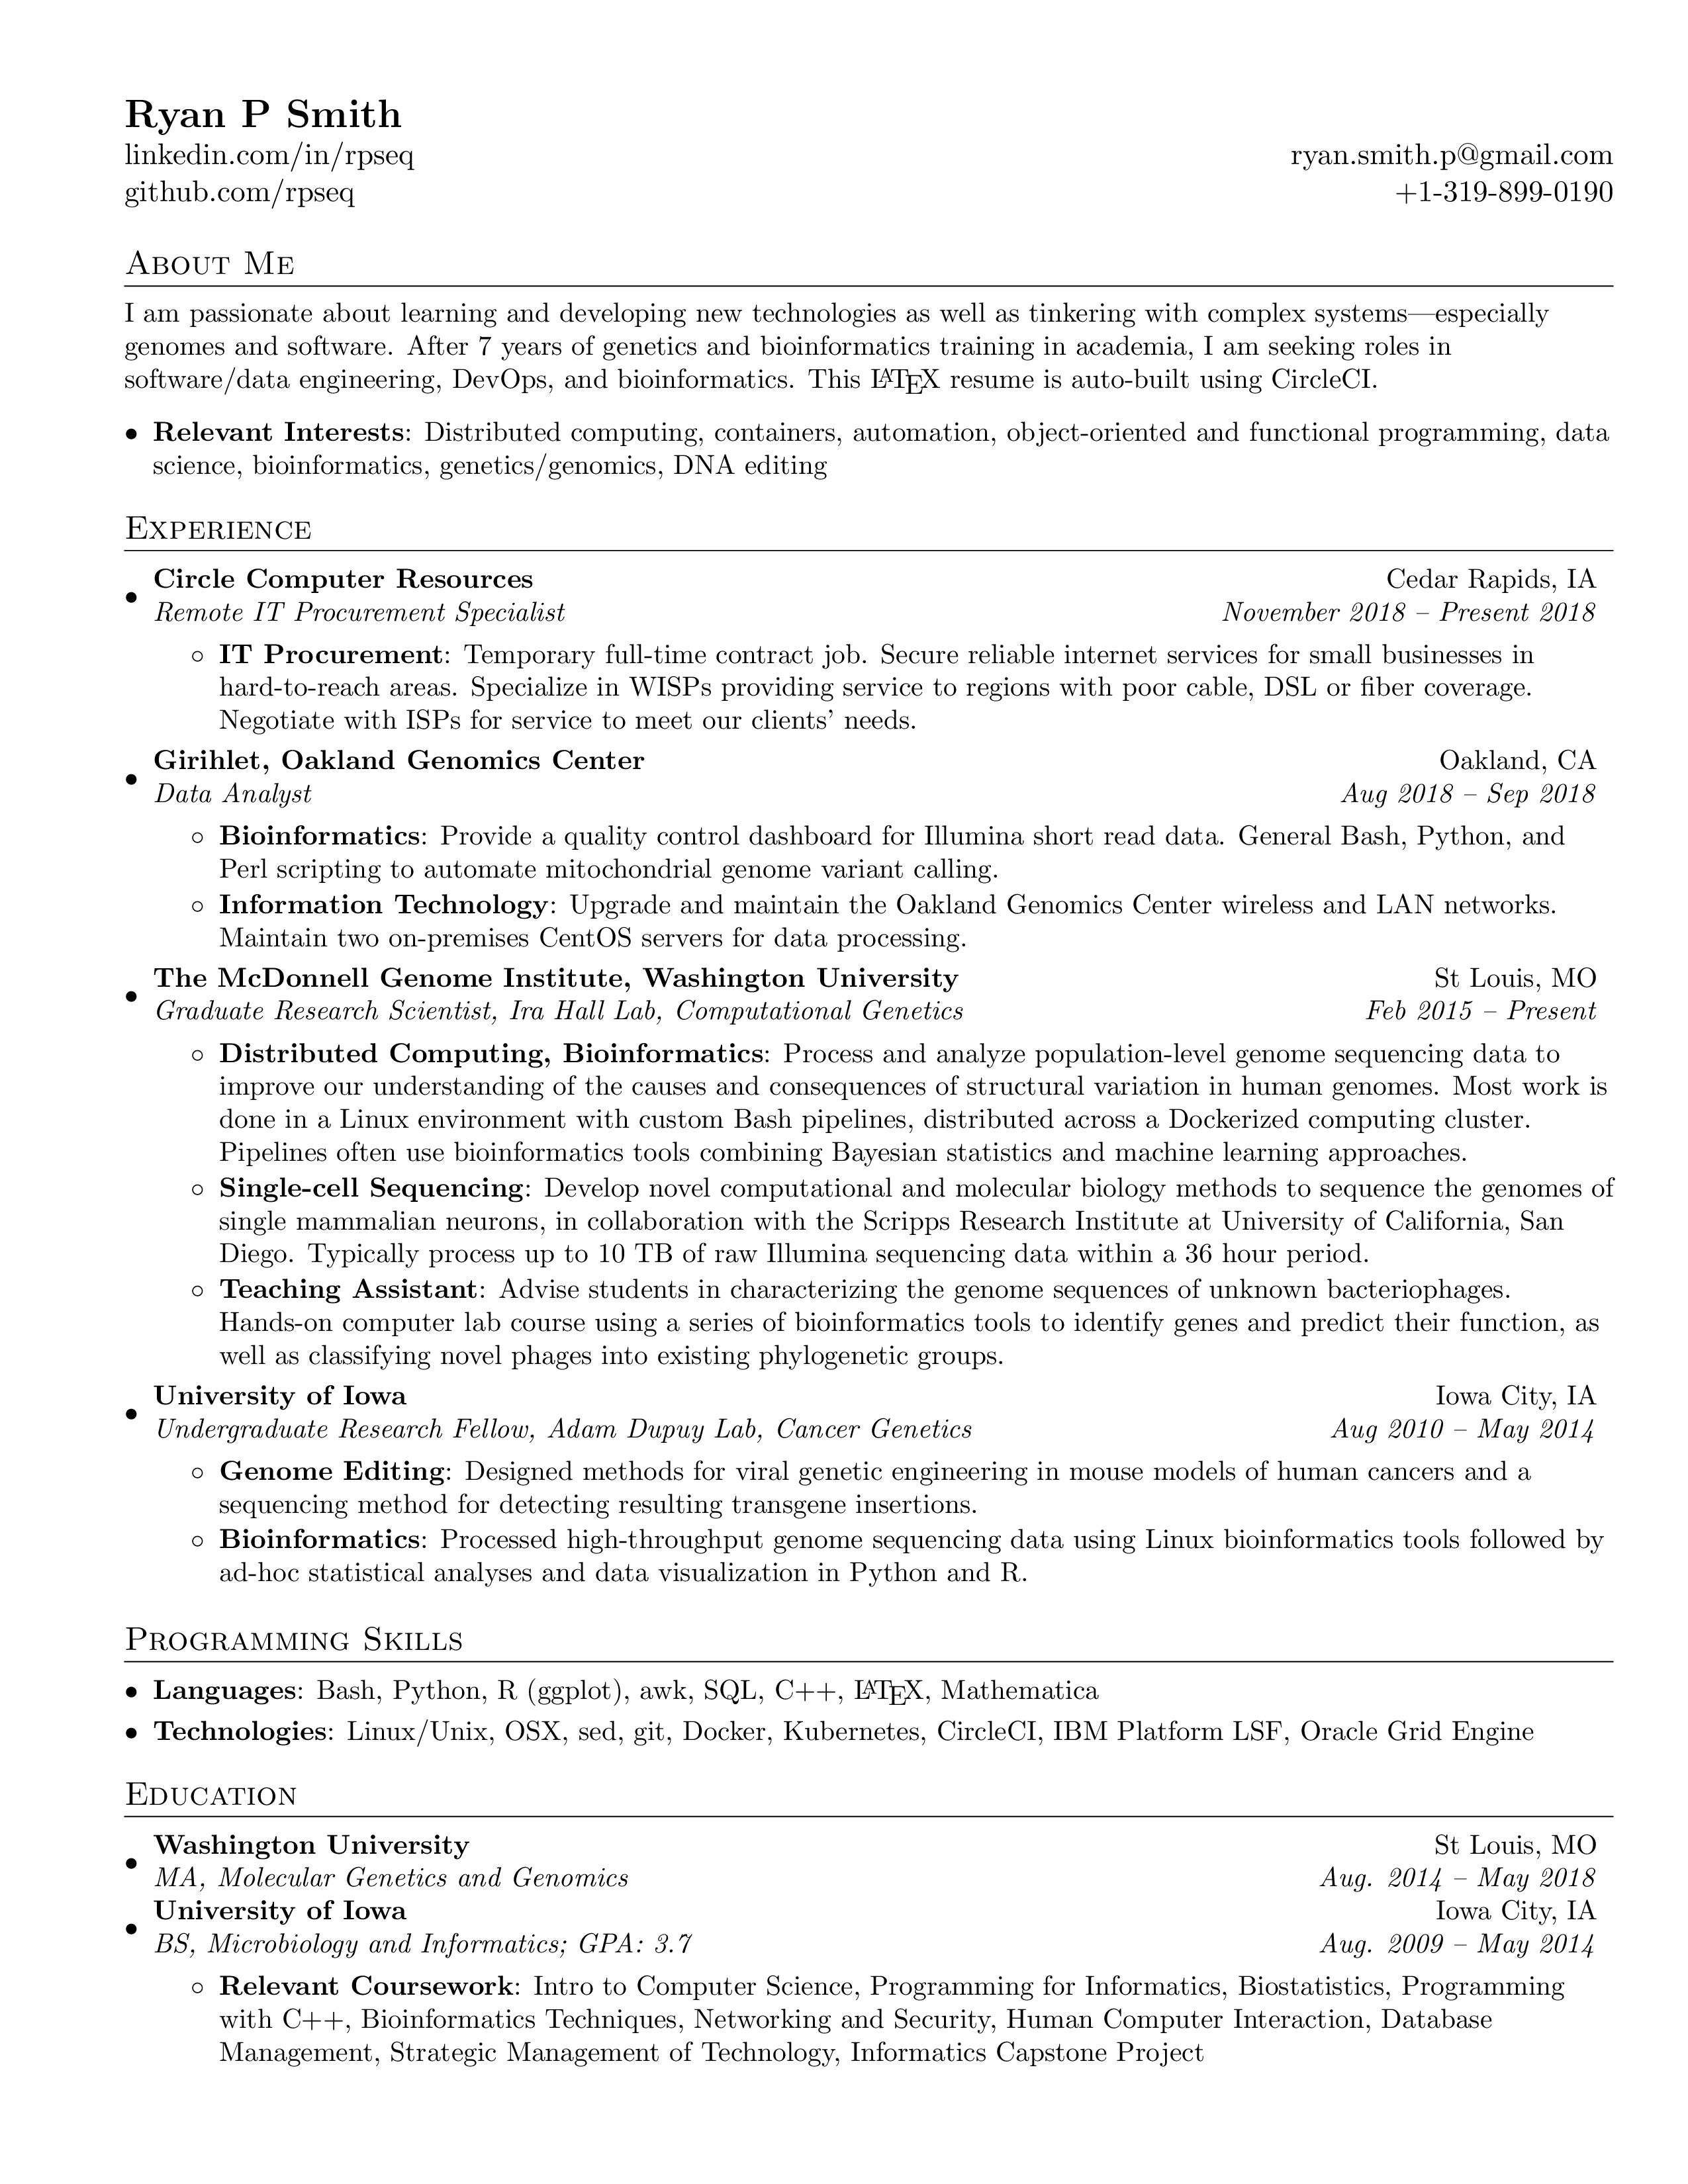 Ryan P Smith
linkedin.com/in/rpseq ryan.smith.p@gmail.com
github.com/rpseq +1-319-899-0190
About Me
I am passionate about learning and developing new technologies as well as tinkering with complex systems—especially
genomes and software. After 7 years of genetics and bioinformatics training in academia, I am seeking roles in
software/data engineering, DevOps, and bioinformatics. This LATEX resume is auto-built using CircleCI.
• Relevant Interests: Distributed computing, containers, automation, object-oriented and functional programming, data
science, bioinformatics, genetics/genomics, DNA editing
Experience
• Circle Computer Resources Cedar Rapids, IA
Remote IT Procurement Specialist November 2018 – Present 2018
◦ IT Procurement: Temporary full-time contract job. Secure reliable internet services for small businesses in
hard-to-reach areas. Specialize in WISPs providing service to regions with poor cable, DSL or fiber coverage.
Negotiate with ISPs for service to meet our clients' needs.
• Girihlet, Oakland Genomics Center Oakland, CA
Data Analyst Aug 2018 – Sep 2018
◦ Bioinformatics: Provide a quality control dashboard for Illumina short read data. General Bash, Python, and
Perl scripting to automate mitochondrial genome variant calling.
◦ Information Technology: Upgrade and maintain the Oakland Genomics Center wireless and LAN networks.
Maintain two on-premises CentOS servers for data processing.
• The McDonnell Genome Institute, Washington University St Louis, MO
Graduate Research Scientist, Ira Hall Lab, Computational Genetics Feb 2015 – Present
◦ Distributed Computing, Bioinformatics: Process and analyze population-level genome sequencing data to
improve our understanding of the causes and consequences of structural variation in human genomes. Most work is
done in a Linux environment with custom Bash pipelines, distributed across a Dockerized computing cluster.
Pipelines often use bioinformatics tools combining Bayesian statistics and machine learning approaches.
◦ Single-cell Sequencing: Develop novel computational and molecular biology methods to sequence the genomes of
single mammalian neurons, in collaboration with the Scripps Research Institute at University of California, San
Diego. Typically process up to 10 TB of raw Illumina sequencing data within a 36 hour period.
◦ Teaching Assistant: Advise students in characterizing the genome sequences of unknown bacteriophages.
Hands-on computer lab course using a series of bioinformatics tools to identify genes and predict their function, as
well as classifying novel phages into existing phylogenetic groups.
• University of Iowa Iowa City, IA
Undergraduate Research Fellow, Adam Dupuy Lab, Cancer Genetics Aug 2010 – May 2014
◦ Genome Editing: Designed methods for viral genetic engineering in mouse models of human cancers and a
sequencing method for detecting resulting transgene insertions.
◦ Bioinformatics: Processed high-throughput genome sequencing data using Linux bioinformatics tools followed by
ad-hoc statistical analyses and data visualization in Python and R.
Programming Skills
• Languages: Bash, Python, R (ggplot), awk, SQL, C++, LATEX, Mathematica
• Technologies: Linux/Unix, OSX, sed, git, Docker, Kubernetes, CircleCI, IBM Platform LSF, Oracle Grid Engine
Education
• Washington University St Louis, MO
MA, Molecular Genetics and Genomics Aug. 2014 – May 2018
• University of Iowa Iowa City, IA
BS, Microbiology and Informatics; GPA: 3.7 Aug. 2009 – May 2014
◦ Relevant Coursework: Intro to Computer Science, Programming for Informatics, Biostatistics, Programming
with C++, Bioinformatics Techniques, Networking and Security, Human Computer Interaction, Database
Management, Strategic Management of Technology, Informatics Capstone Project